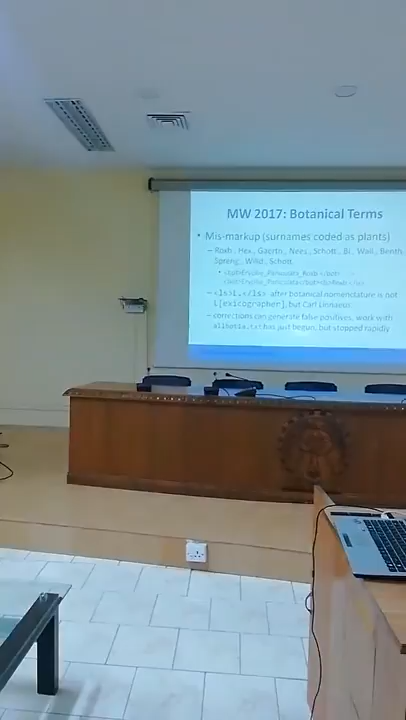 MW 2017: Botanical Terms
• Mis-markup (surnames coded as plants)
– Roxb., Hex., Gaertn., Nees., Schott., Bl., Wall., Benth.
Spreng., Willd., Schott.
– <ls>L.</ls> after botanical nomenclature is not
L[exicographer], but Carl Linnaeus
– corrections can generate false positives, work with
has just begun, but stopped rapidly